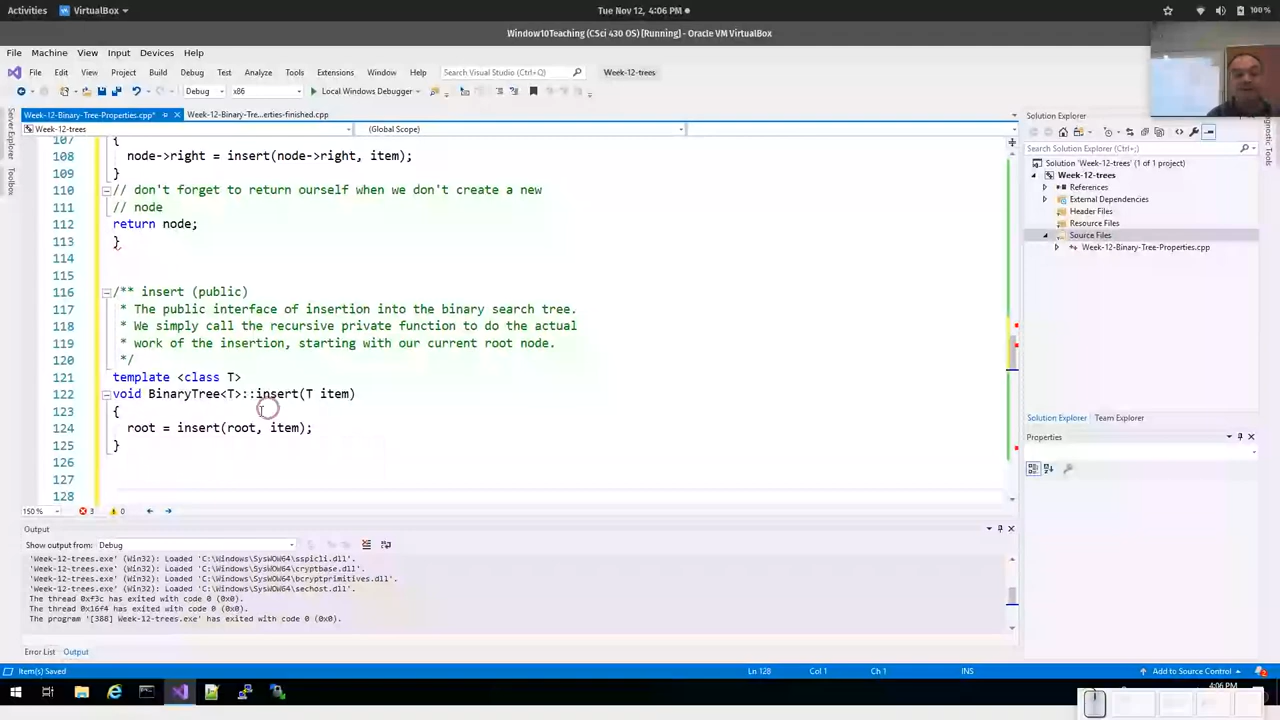 Activities VirtualBox Tue Nov 12, 4:06 PM 100 %
Window10Teaching (CSci 430 OS) [Running] - Oracle VM VirtualBox
File Machine View Input Devices Help
File Edit View Project Build Debug Test Analyze Tools Extensions Window Help Search Visual Studio (Ctrl+Q) Week-12-trees
Debug x86 Local Windows Debugger
Week-12-Binary-Tree-Properties.cpp* Week-12-Binary-Tre...erties-finished.cpp
Week-12-trees (Global Scope)
Server Explorer
Toolbox
107 {
108 node->right = insert(node->right, item);
109 }
110 // don't forget to return ourself when we don't create a new
111 // node
112 return node;
113 }
114
115
116 /** insert (public)
117 * The public interface of insertion into the binary search tree.
118 * We simply call the recursive private function to do the actual
119 * work of the insertion, starting with our current root node.
120 */
121 template <class T>
122 void BinaryTree<T>::insert(T item)
123 {
124 root = insert(root, item);
125 }
126
127
128
150 % 3 0
Solution Explorer
Search Solution Explorer (Ctrl+;)
Solution 'Week-12-trees' (1 of 1 project)
Week-12-trees
References
External Dependencies
Header Files
Resource Files
Source Files
Week-12-Binary-Tree-Properties.cpp
Solution Explorer Team Explorer
Properties
Diagnostic Tools
Output
Show output from: Debug
'Week-12-trees.exe' (Win32): Loaded 'C:\Windows\SysWOW64\sspicli.dll'.
'Week-12-trees.exe' (Win32): Loaded 'C:\Windows\SysWOW64\cryptbase.dll'.
'Week-12-trees.exe' (Win32): Loaded 'C:\Windows\SysWOW64\bcryptprimitives.dll'.
'Week-12-trees.exe' (Win32): Loaded 'C:\Windows\SysWOW64\sechost.dll'.
The thread 0xf3c has exited with code 0 (0x0).
The thread 0x16f4 has exited with code 0 (0x0).
The program '[388] Week-12-trees.exe' has exited with code 0 (0x0).
Error List Output
Item(s) Saved Ln 128 Col 1 Ch 1 INS Add to Source Control 2
4:06 PM